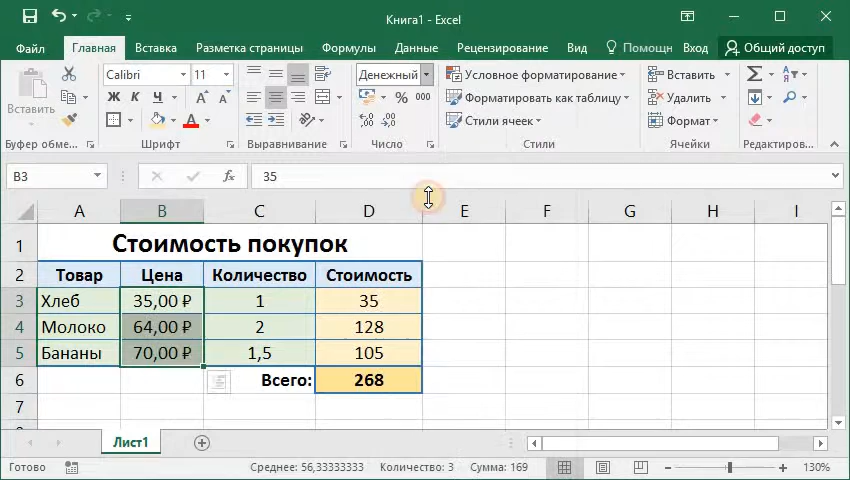 Книга1 - Excel
Файл Главная Вставка Разметка страницы Формулы Данные Рецензирование Вид Помощн Вход Общий доступ
Вставить
Calibri 11
Денежный
Условное форматирование
Вставить
Σ
Ж К Ч
% 000
Форматировать как таблицу
Удалить
Стили ячеек
Формат
Буфер обме... Шрифт Выравнивание Число Стили Ячейки Редактиров...
B3 fx 35
A B C D E F G H I
1 Стоимость покупок
2 Товар Цена Количество Стоимость
3 Хлеб 35,00 ₽ 1 35
4 Молоко 64,00 ₽ 2 128
5 Бананы 70,00 ₽ 1,5 105
6 Всего: 268
7
Лист1
Готово Среднее: 56,33333333 Количество: 3 Сумма: 169 130%